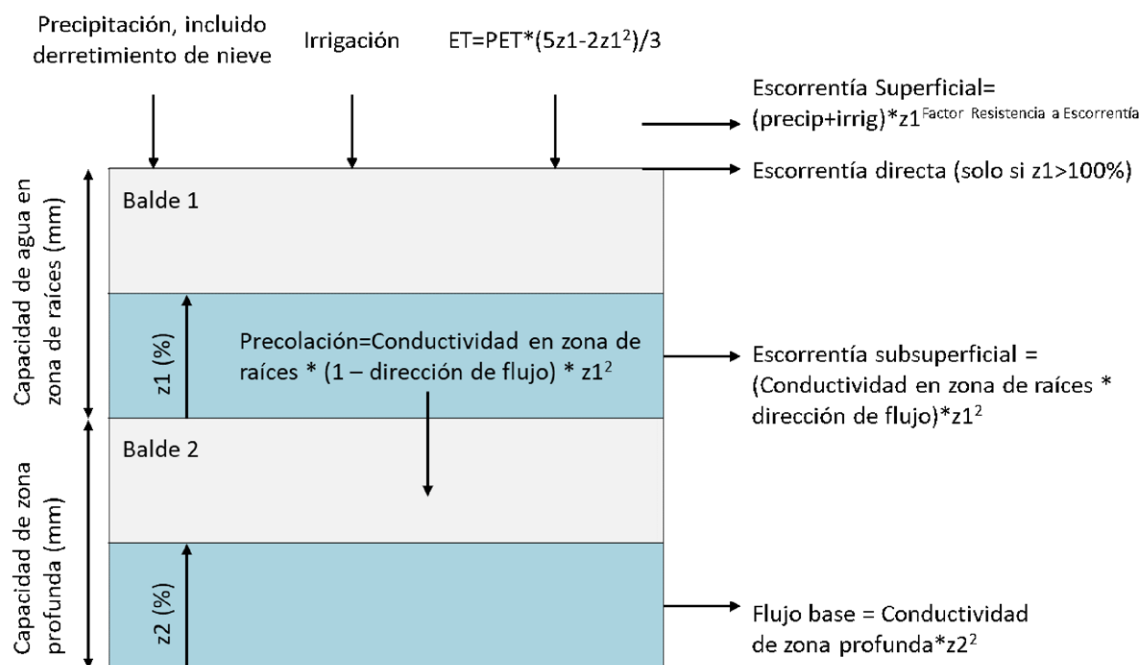 Precipitación, incluido
derretimiento de nieve
Irrigación
ET=PET*(5z1-2z1²)/3
Escorrentía Superficial=
(precip+irrig)*z1^Factor Resistencia a Escorrentía
Escorrentía directa (solo si z1>100%)
Capacidad de agua en
zona de raíces (mm)
Balde 1
z1 (%)
Precolación=Conductividad en zona de
raíces * (1 – dirección de flujo) * z1²
Escorrentía subsuperficial =
(Conductividad en zona de raíces *
dirección de flujo)*z1²
Capacidad de zona
profunda (mm)
Balde 2
z2 (%)
Flujo base = Conductividad
de zona profunda*z2²